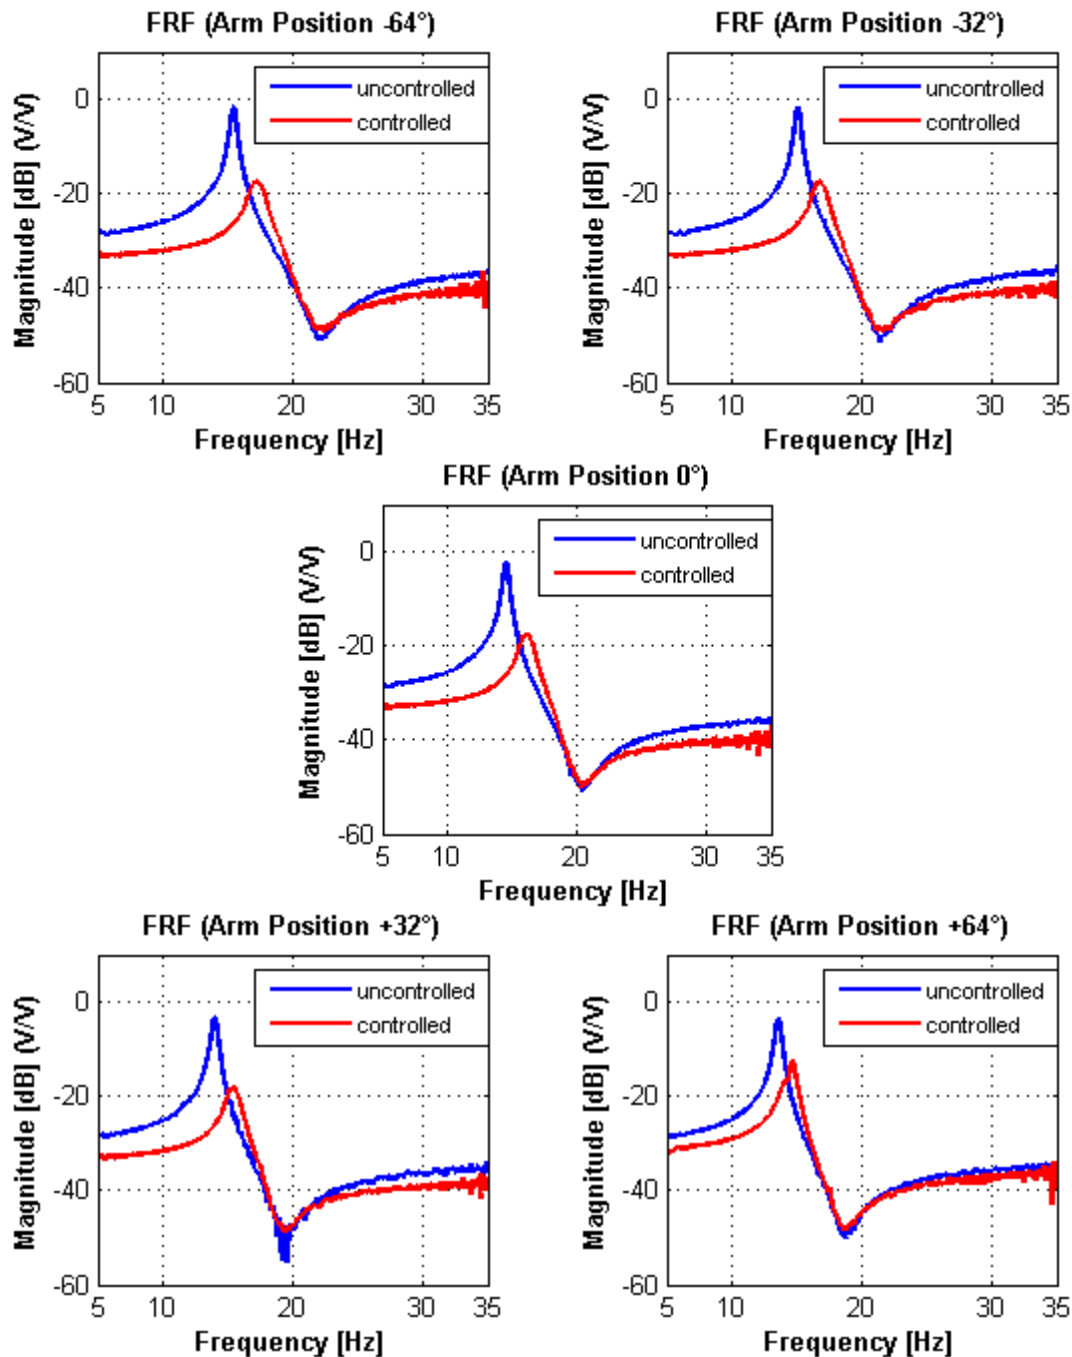 FRF (Arm Position -64°)
Magnitude [dB] (V/V)
0
-20
-40
-60
uncontrolled
controlled
5 10 20 30 35
Frequency [Hz]
FRF (Arm Position -32°)
Magnitude [dB] (V/V)
0
-20
-40
-60
uncontrolled
controlled
5 10 20 30 35
Frequency [Hz]
FRF (Arm Position 0°)
Magnitude [dB] (V/V)
0
-20
-40
-60
uncontrolled
controlled
5 10 20 30 35
Frequency [Hz]
FRF (Arm Position +32°)
Magnitude [dB] (V/V)
0
-20
-40
-60
uncontrolled
controlled
5 10 20 30 35
Frequency [Hz]
FRF (Arm Position +64°)
Magnitude [dB] (V/V)
0
-20
-40
-60
uncontrolled
controlled
5 10 20 30 35
Frequency [Hz]